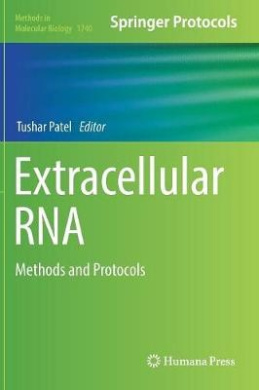 Methods in
Molecular Biology 1740
Springer Protocols
Tushar Patel Editor
Extracellular
RNA
Methods and Protocols
Humana Press